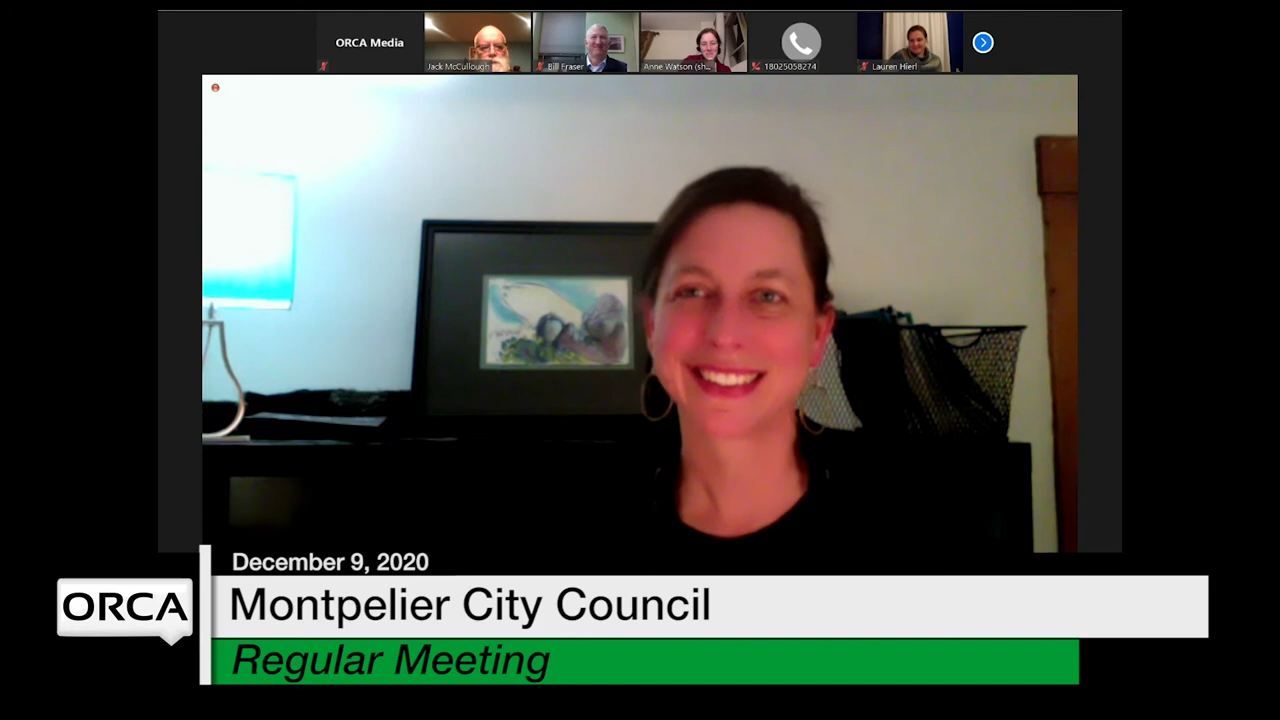 ORCA Media
Jack McCullough
Bill Fraser
Anne Watson (sh...
18025058274
Lauren Hierl
December 9, 2020
ORCA
Montpelier City Council
Regular Meeting